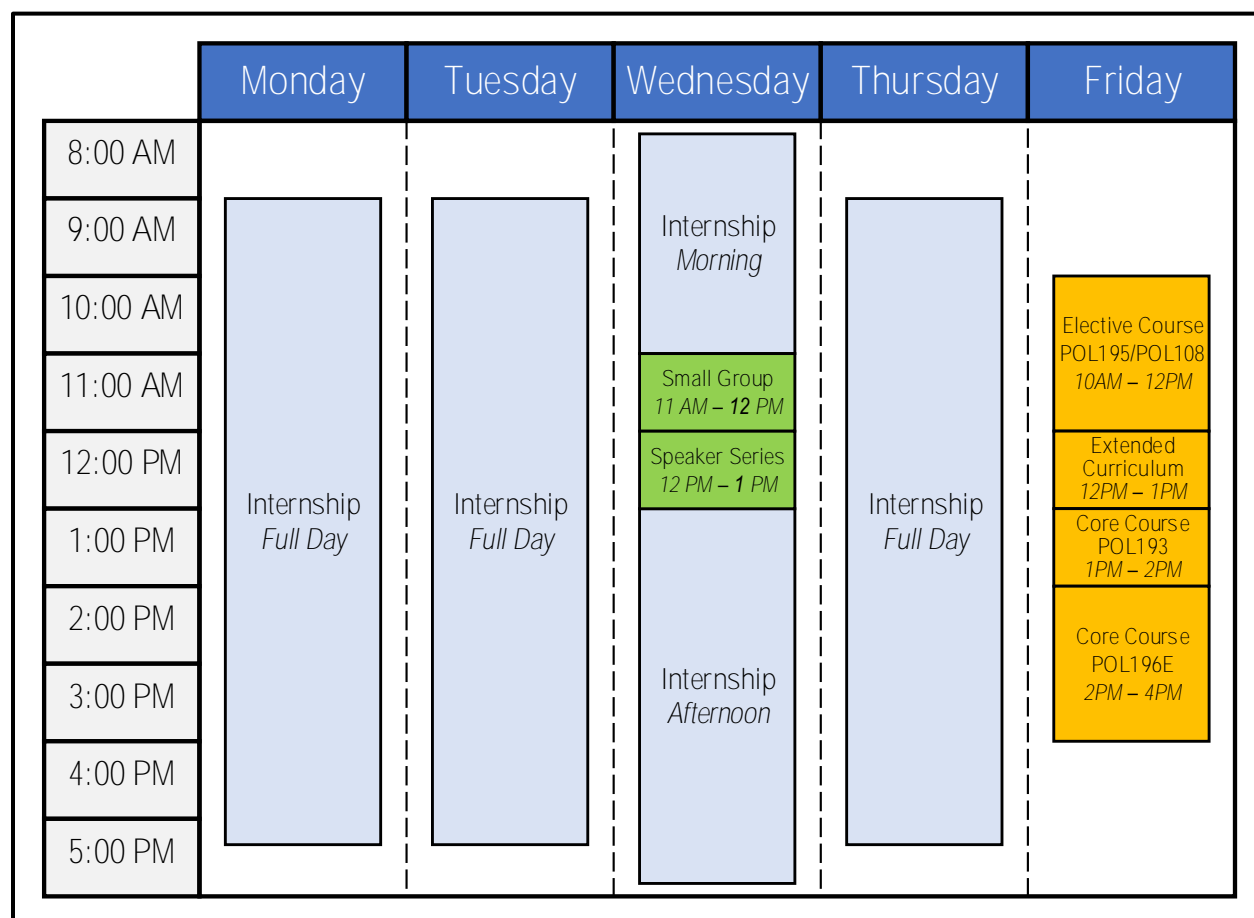 Monday
Tuesday
Wednesday
Thursday
Friday
8:00 AM
9:00 AM
10:00 AM
11:00 AM
12:00 PM
1:00 PM
2:00 PM
3:00 PM
4:00 PM
5:00 PM
Internship
Full Day
Internship
Full Day
Internship
Morning
Small Group
11 AM – 12 PM
Speaker Series
12 PM – 1 PM
Internship
Afternoon
Internship
Full Day
Elective Course
POL195/POL108
10AM – 12PM
Extended
Curriculum
12PM – 1PM
Core Course
POL193
1PM – 2PM
Core Course
POL196E
2PM – 4PM